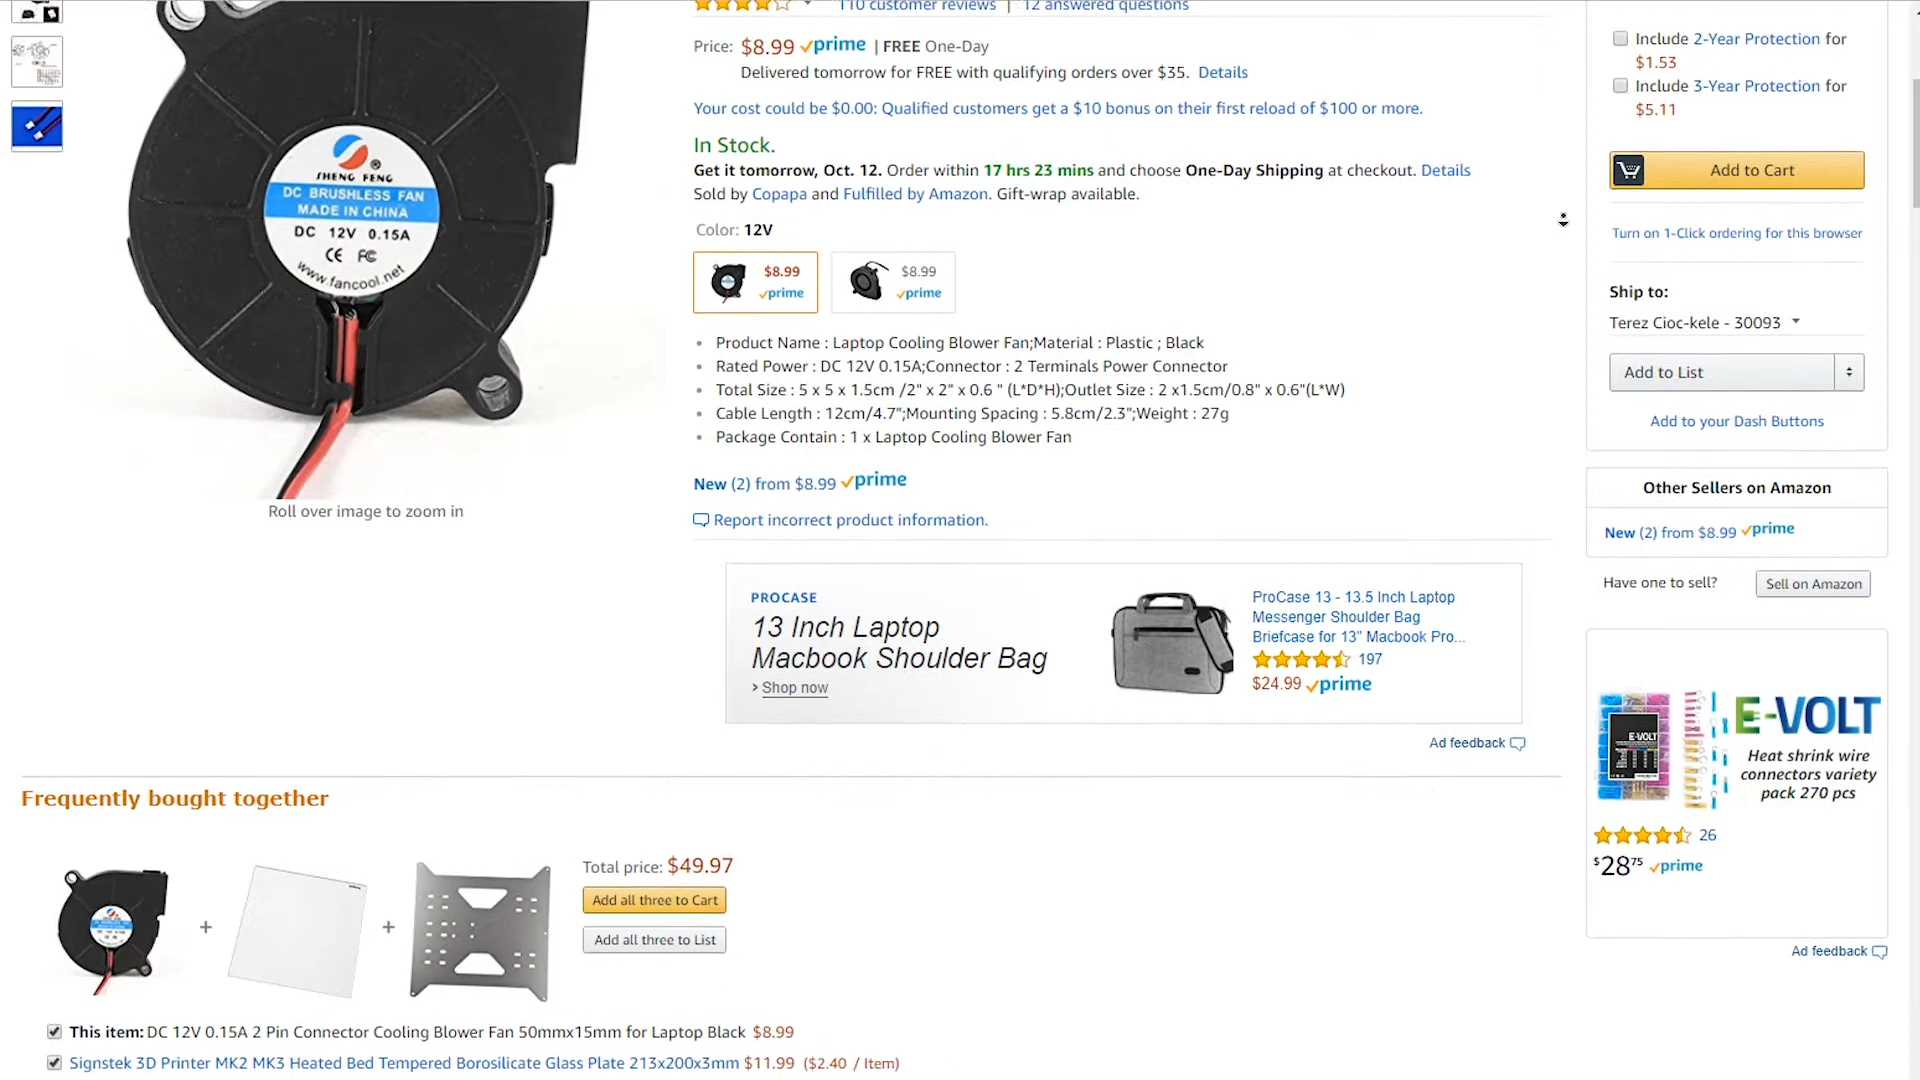 110 customer reviews | 12 answered questions
Price: $8.99 prime | FREE One-Day
Delivered tomorrow for FREE with qualifying orders over $35. Details
Your cost could be $0.00: Qualified customers get a $10 bonus on their first reload of $100 or more.
In Stock.
Get it tomorrow, Oct. 12. Order within 17 hrs 23 mins and choose One-Day Shipping at checkout. Details
Sold by Copapa and Fulfilled by Amazon. Gift-wrap available.
Color: 12V
$8.99
prime
$8.99
prime
Product Name : Laptop Cooling Blower Fan;Material : Plastic ; Black
Rated Power : DC 12V 0.15A;Connector : 2 Terminals Power Connector
Total Size : 5 x 5 x 1.5cm /2" x 2" x 0.6 " (L*D*H);Outlet Size : 2 x1.5cm/0.8" x 0.6"(L*W)
Cable Length : 12cm/4.7";Mounting Spacing : 5.8cm/2.3";Weight : 27g
Package Contain : 1 x Laptop Cooling Blower Fan
New (2) from $8.99 prime
Report incorrect product information.
SHENG FENG
DC BRUSHLESS FAN
MADE IN CHINA
DC 12V 0.15A
CE FC
www.fancool.net
Roll over image to zoom in
PROCASE
13 Inch Laptop
Macbook Shoulder Bag
› Shop now
ProCase 13 - 13.5 Inch Laptop
Messenger Shoulder Bag
Briefcase for 13" Macbook Pro...
197
$24.99 prime
Ad feedback
Include 2-Year Protection for
$1.53
Include 3-Year Protection for
$5.11
Add to Cart
Turn on 1-Click ordering for this browser
Ship to:
Terez Cioc-kele - 30093
Add to List
Add to your Dash Buttons
Other Sellers on Amazon
New (2) from $8.99 prime
Have one to sell? Sell on Amazon
E-VOLT
E-VOLT
Heat shrink wire
connectors variety
pack 270 pcs
26
$28 75 prime
Ad feedback
Frequently bought together
+
+
Total price: $49.97
Add all three to Cart
Add all three to List
This item: DC 12V 0.15A 2 Pin Connector Cooling Blower Fan 50mmx15mm for Laptop Black $8.99
Signstek 3D Printer MK2 MK3 Heated Bed Tempered Borosilicate Glass Plate 213x200x3mm $11.99 ($2.40 / Item)